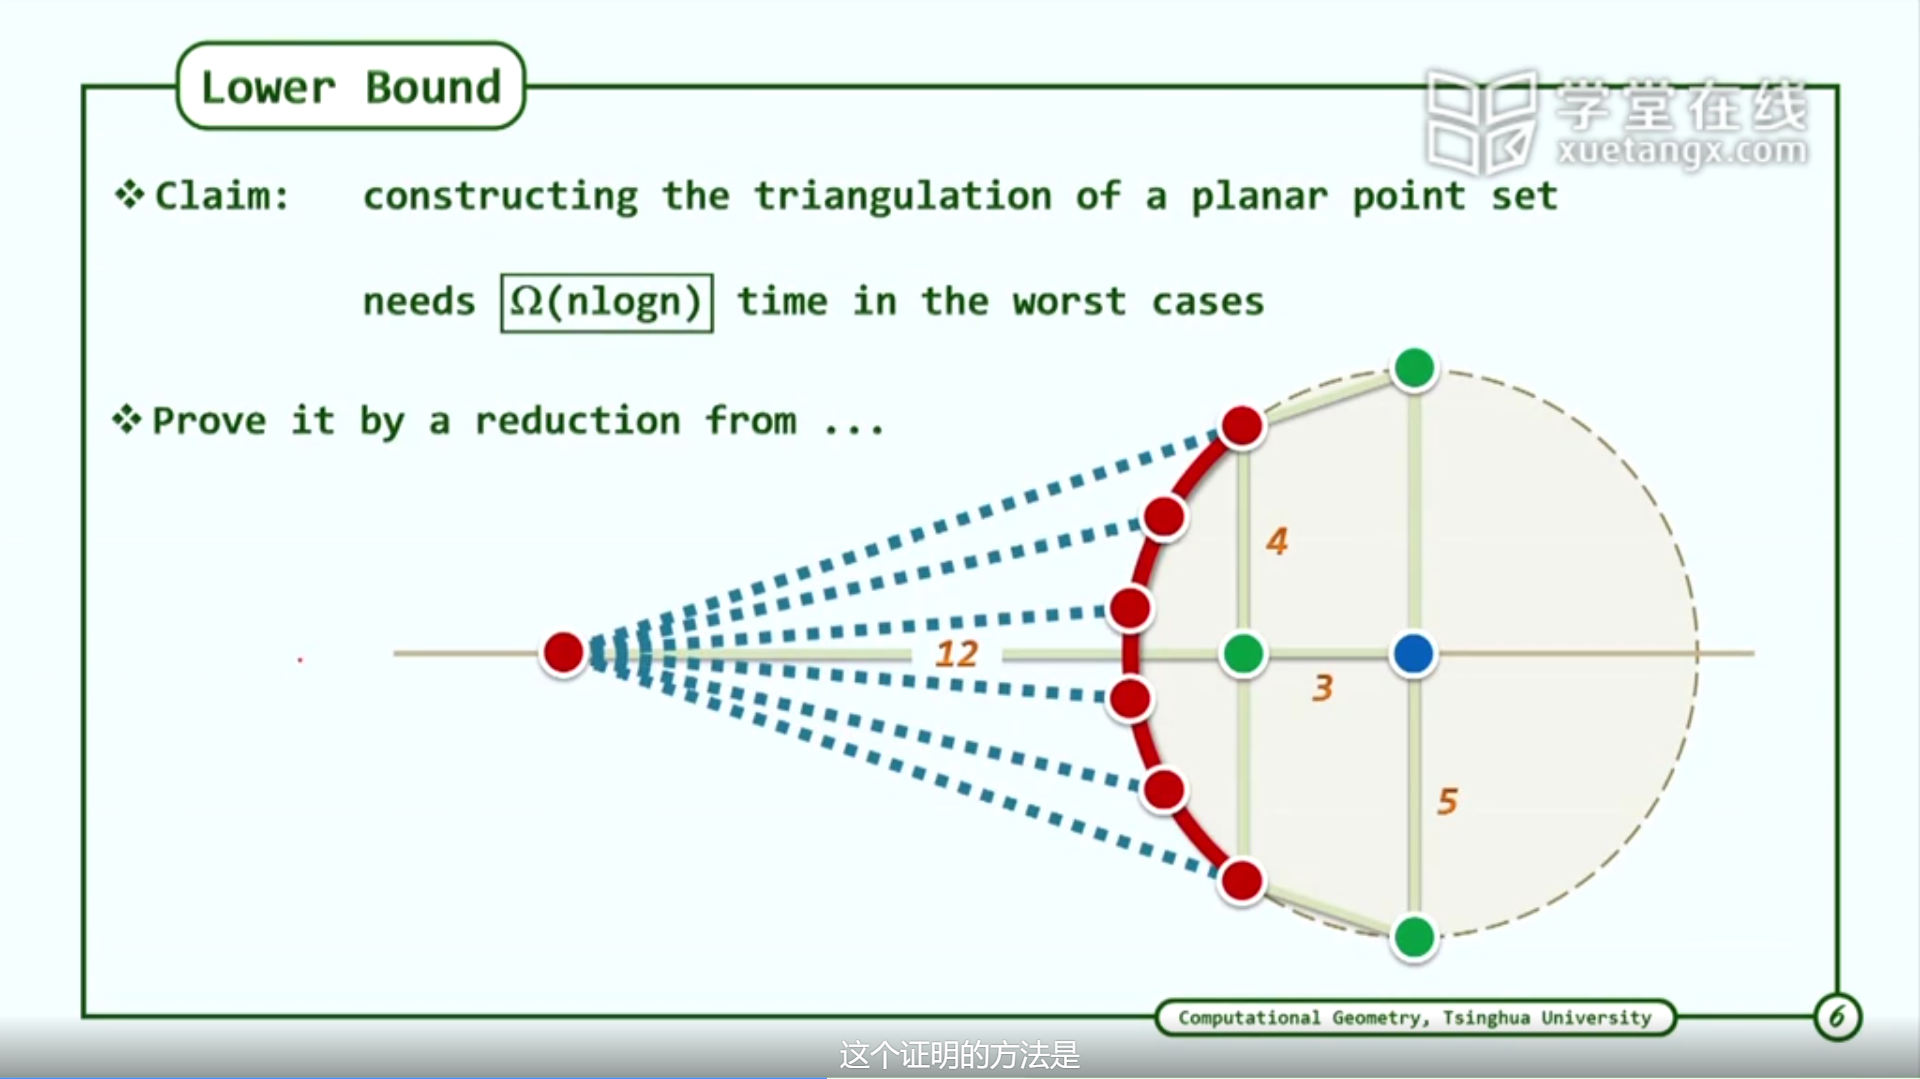 Lower Bound
学堂在线
xuetangx.com
❖ Claim: constructing the triangulation of a planar point set
needs Ω(nlogn) time in the worst cases
❖ Prove it by a reduction from ...
4
12
3
5
Computational Geometry, Tsinghua University
6
这个证明的方法是